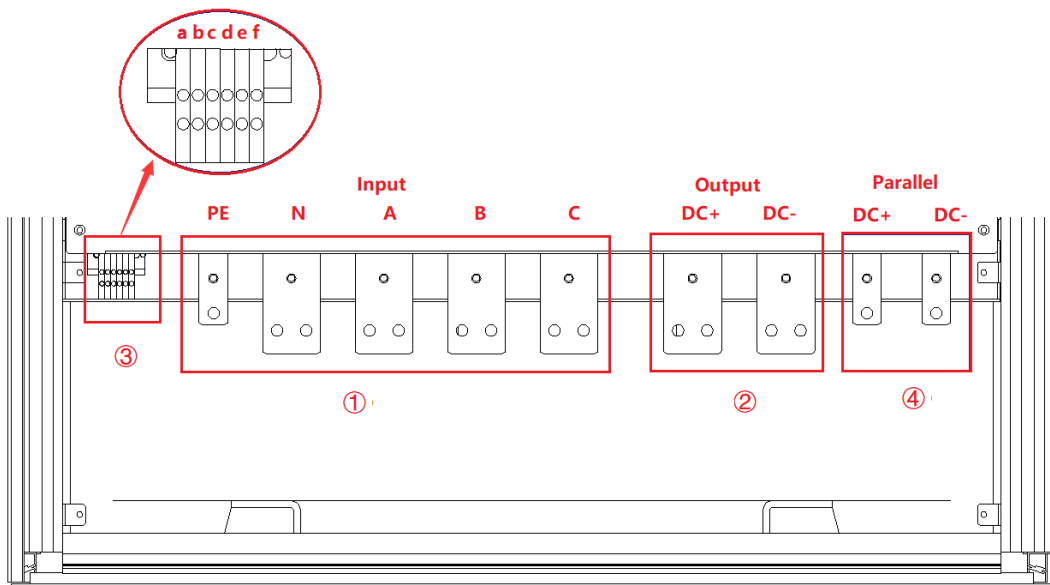 a b c d e f
Input
Output
Parallel
PE N A B C
DC+ DC-
DC+ DC-
③
①
②
④